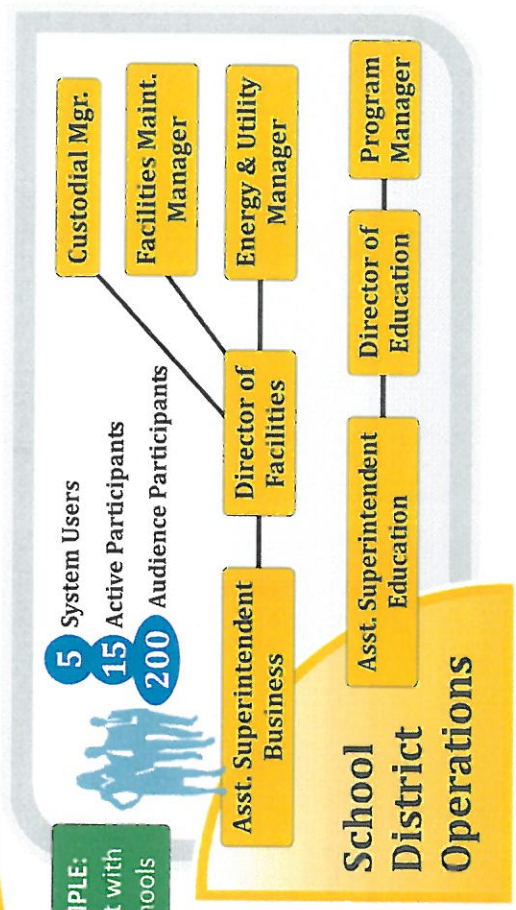 5 System Users
15 Active Participants
200 Audience Participants
PLE:
t with
hools
Custodial Mgr.
Facilities Maint.
Manager
Asst. Superintendent
Business
Director of
Facilities
Energy & Utility
Manager
Asst. Superintendent
Education
Director of
Education
Program
Manager
School
District
Operations